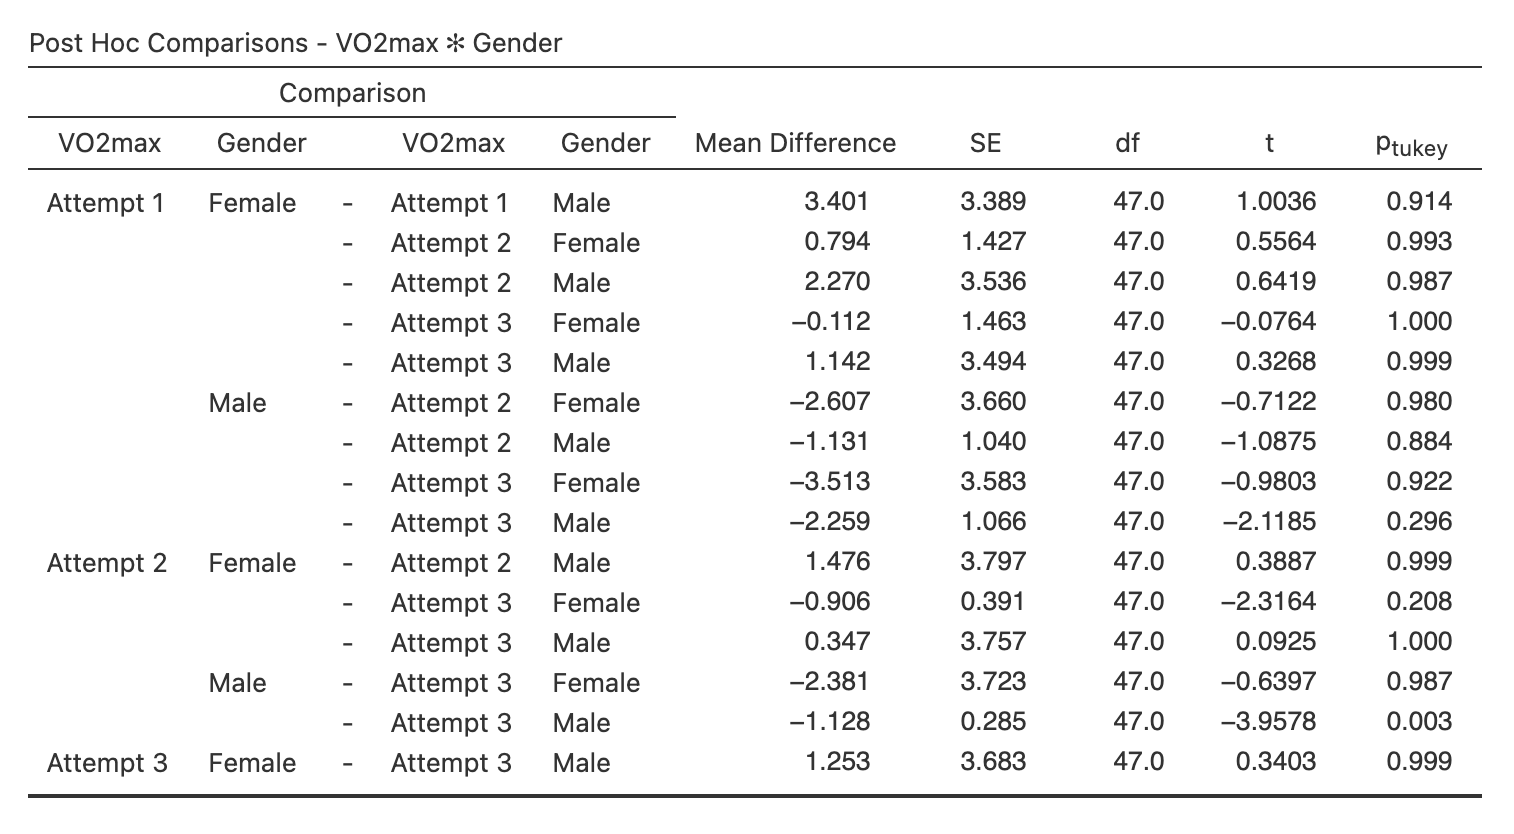 Post Hoc Comparisons - VO2max ✻ Gender
Comparison
VO2max Gender VO2max Gender Mean Difference SE df t ptukey
Attempt 1 Female - Attempt 1 Male 3.401 3.389 47.0 1.0036 0.914
- Attempt 2 Female 0.794 1.427 47.0 0.5564 0.993
- Attempt 2 Male 2.270 3.536 47.0 0.6419 0.987
- Attempt 3 Female −0.112 1.463 47.0 −0.0764 1.000
- Attempt 3 Male 1.142 3.494 47.0 0.3268 0.999
Male - Attempt 2 Female −2.607 3.660 47.0 −0.7122 0.980
- Attempt 2 Male −1.131 1.040 47.0 −1.0875 0.884
- Attempt 3 Female −3.513 3.583 47.0 −0.9803 0.922
- Attempt 3 Male −2.259 1.066 47.0 −2.1185 0.296
Attempt 2 Female - Attempt 2 Male 1.476 3.797 47.0 0.3887 0.999
- Attempt 3 Female −0.906 0.391 47.0 −2.3164 0.208
- Attempt 3 Male 0.347 3.757 47.0 0.0925 1.000
Male - Attempt 3 Female −2.381 3.723 47.0 −0.6397 0.987
- Attempt 3 Male −1.128 0.285 47.0 −3.9578 0.003
Attempt 3 Female - Attempt 3 Male 1.253 3.683 47.0 0.3403 0.999